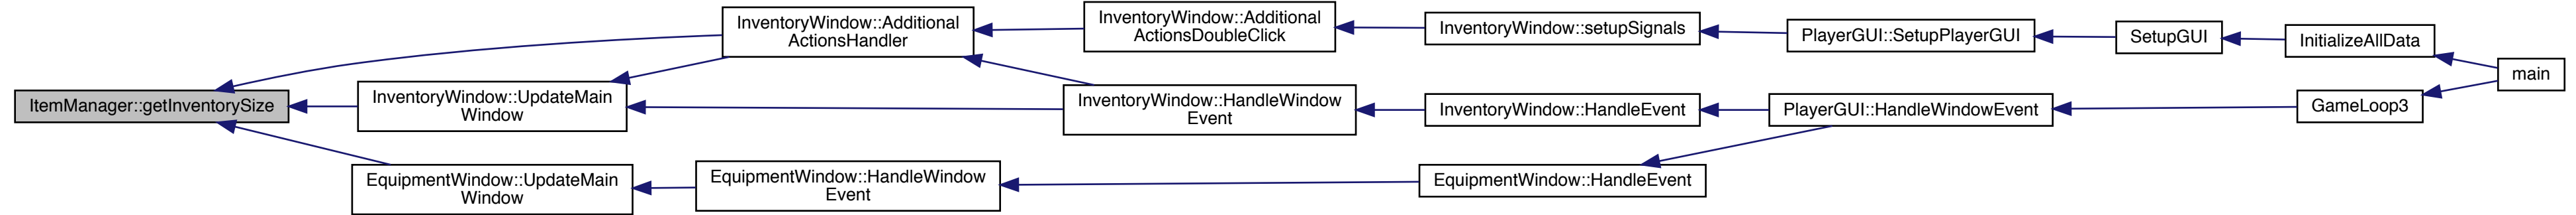 ItemManager::getInventorySize
InventoryWindow::Additional
ActionsHandler
InventoryWindow::UpdateMain
Window
EquipmentWindow::UpdateMain
Window
InventoryWindow::Additional
ActionsDoubleClick
InventoryWindow::HandleWindow
Event
EquipmentWindow::HandleWindow
Event
InventoryWindow::setupSignals
InventoryWindow::HandleEvent
EquipmentWindow::HandleEvent
PlayerGUI::SetupPlayerGUI
PlayerGUI::HandleWindowEvent
SetupGUI
InitializeAllData
GameLoop3
main